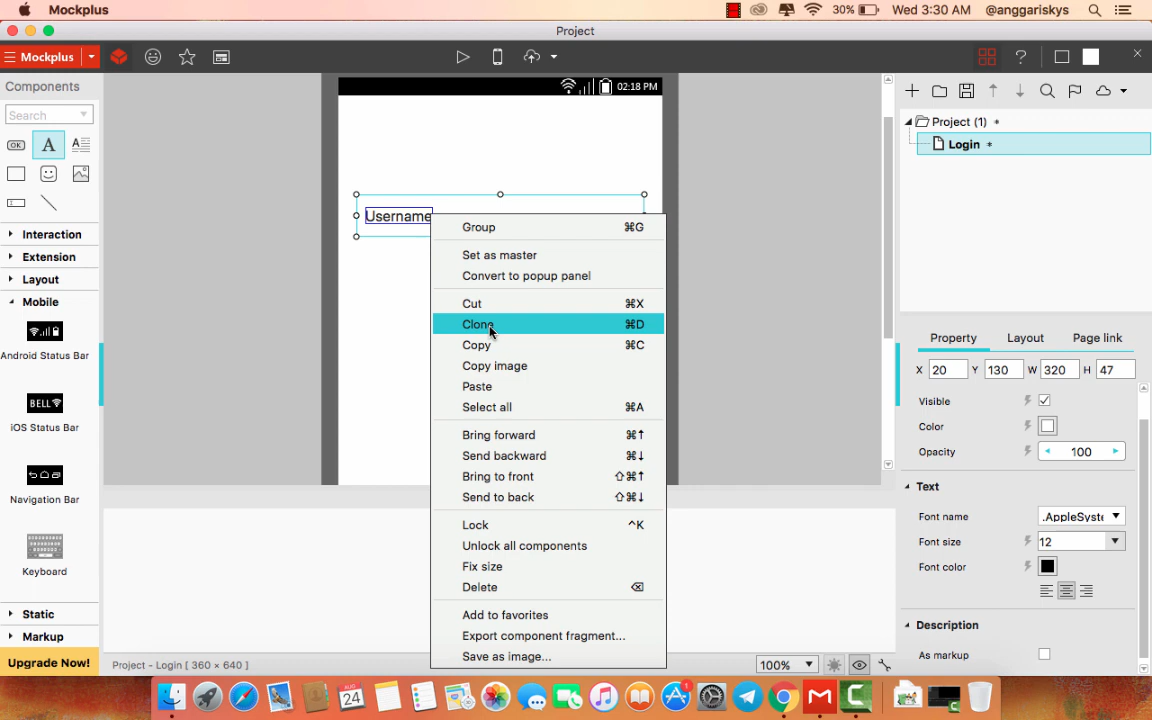 Mockplus 30% Wed 3:30 AM @anggariskys
Project
Mockplus ?
Components
Search
OK A A
Interaction
Extension
Layout
Mobile
Android Status Bar
BELL
iOS Status Bar
Navigation Bar
Keyboard
Static
Markup
Upgrade Now!
02:18 PM
Username
Group ⌘G
Set as master
Convert to popup panel
Cut ⌘X
Clone ⌘D
Copy ⌘C
Copy image
Paste
Select all ⌘A
Bring forward ⌘↑
Send backward ⌘↓
Bring to front ⇧⌘↑
Send to back ⇧⌘↓
Lock ^K
Unlock all components
Fix size
Delete ⌫
Add to favorites
Export component fragment...
Save as image...
Project - Login [ 360 × 640 ]
100%
Project (1) *
Login *
Property Layout Page link
X 20 Y 130 W 320 H 47
Visible
Color
Opacity 100
Text
Font name .AppleSyste
Font size 12
Font color
Description
As markup
AUG
24
1